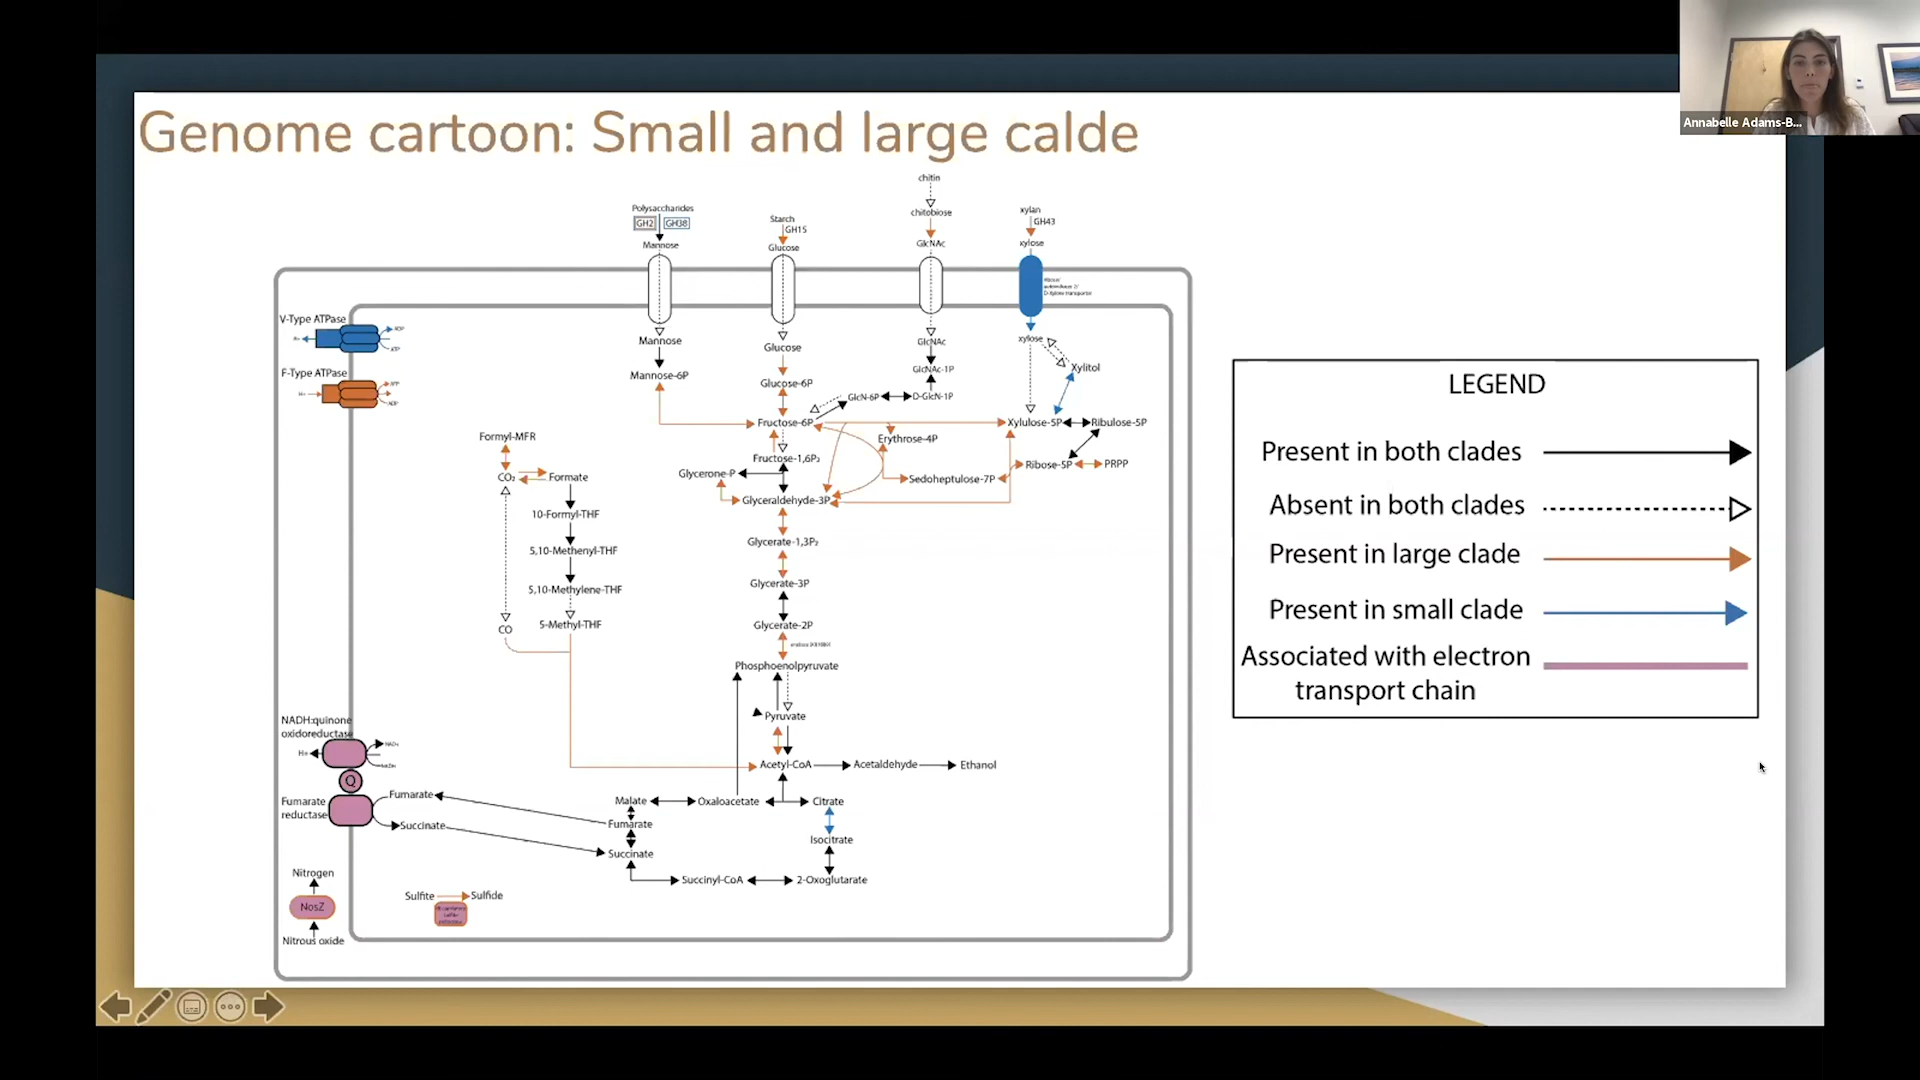 Annabelle Adams-B...
Genome cartoon: Small and large calde
chitin
chitobiose
GlcNAc
Polysaccharides
GH2 GH38
Mannose
Starch
GH15
Glucose
xylan
GH43
xylose
V-Type ATPase
F-Type ATPase
Mannose
Mannose-6P
Glucose
Glucose-6P
GlcNAc
GlcNAc-1P
GlcN-6P
D-GlcN-1P
xylose
Xylitol
Fructose-6P
Erythrose-4P
Xylulose-5P
Ribulose-5P
Fructose-1,6P₂
Glycerone-P
Sedoheptulose-7P
Ribose-5P
PRPP
Glyceraldehyde-3P
Formyl-MFR
CO₂
Formate
10-Formyl-THF
5,10-Methenyl-THF
5,10-Methylene-THF
CO
5-Methyl-THF
Glycerate-1,3P₂
Glycerate-3P
Glycerate-2P
Phosphoenolpyruvate
Pyruvate
Acetyl-CoA
Acetaldehyde
Ethanol
NADH:quinone
oxidoreductase
Q
Fumarate
reductase
Fumarate
Succinate
Malate
Oxaloacetate
Citrate
Fumarate
Isocitrate
Succinate
Succinyl-CoA
2-Oxoglutarate
Nitrogen
NosZ
Nitrous oxide
Sulfite
Sulfide
LEGEND
Present in both clades
Absent in both clades
Present in large clade
Present in small clade
Associated with electron
transport chain